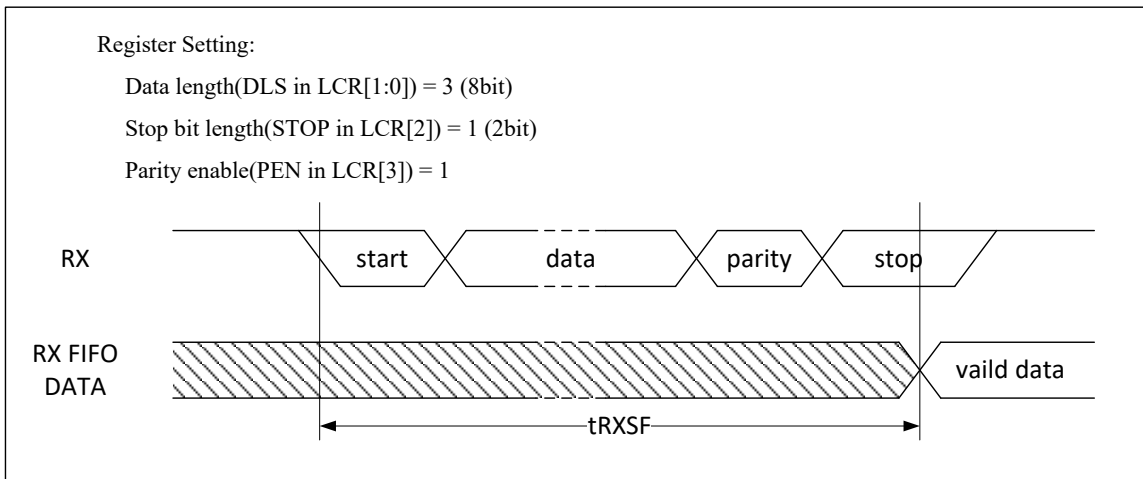 Register Setting:
Data length(DLS in LCR[1:0]) = 3 (8bit)
Stop bit length(STOP in LCR[2]) = 1 (2bit)
Parity enable(PEN in LCR[3]) = 1
RX
start
data
parity
stop
RX FIFO
DATA
vaild data
tRXSF